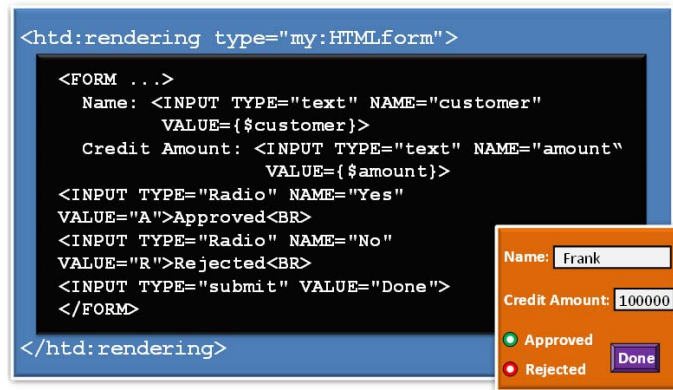 <htd:rendering type="my:HTMLform">
<FORM ...>
Name: <INPUT TYPE="text" NAME="customer"
VALUE={$customer}>
Credit Amount: <INPUT TYPE="text" NAME="amount“
VALUE={$amount}>
<INPUT TYPE="Radio" NAME="Yes"
VALUE="A">Approved<BR>
<INPUT TYPE="Radio" NAME="No"
VALUE="R">Rejected<BR>
<INPUT TYPE="submit" VALUE="Done">
</FORM>
</htd:rendering>
Name: Frank
Credit Amount: 100000
Approved
Done
Rejected